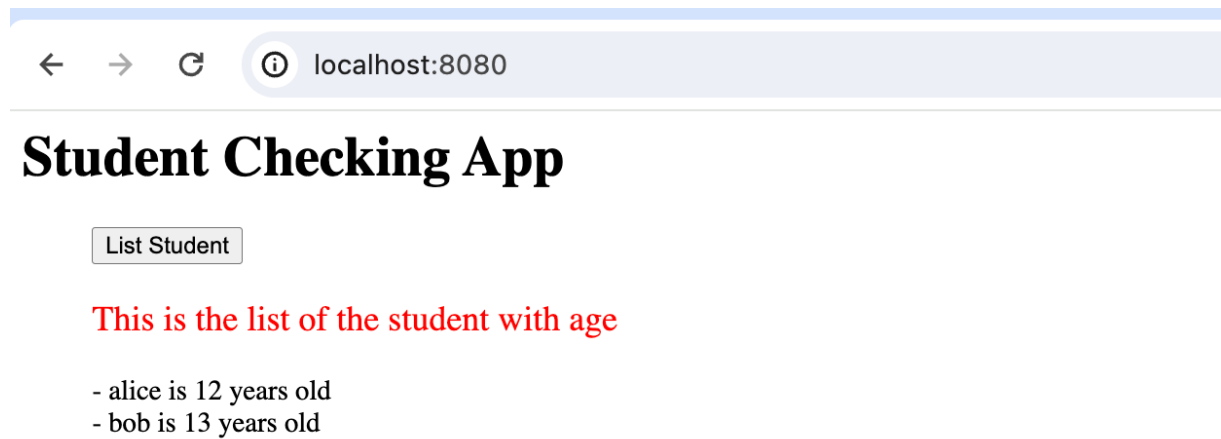 localhost:8080
Student Checking App
List Student
This is the list of the student with age
- alice is 12 years old
- bob is 13 years old